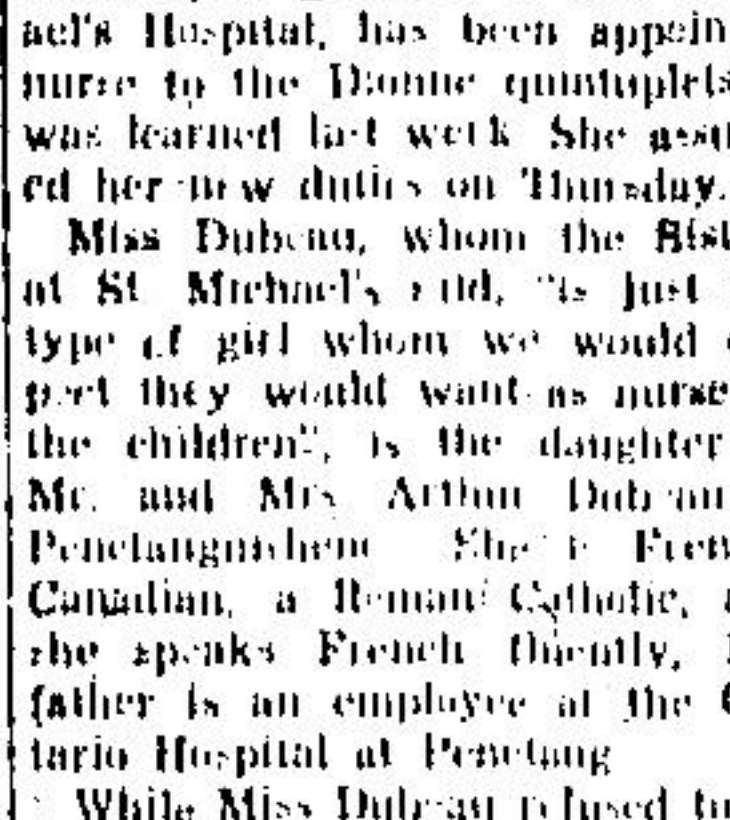 ael's Hospital, has been appoin
nurse to the Dionne quintuplets
was learned last week She assu
ed her new duties on Thursday.
Miss Dubeau, whom the Sist
at St Michael's said, "is just
type of girl whom we would
pect they would want as nurse
the children", is the daughter
Mr. and Mrs Arthur Dubeau
Penetanguishene She is Fren
Canadian, a Roman Catholic,
she speaks French fluently,
father is an employee at the
tario Hospital at Penetang
While Miss Dubeau refused to